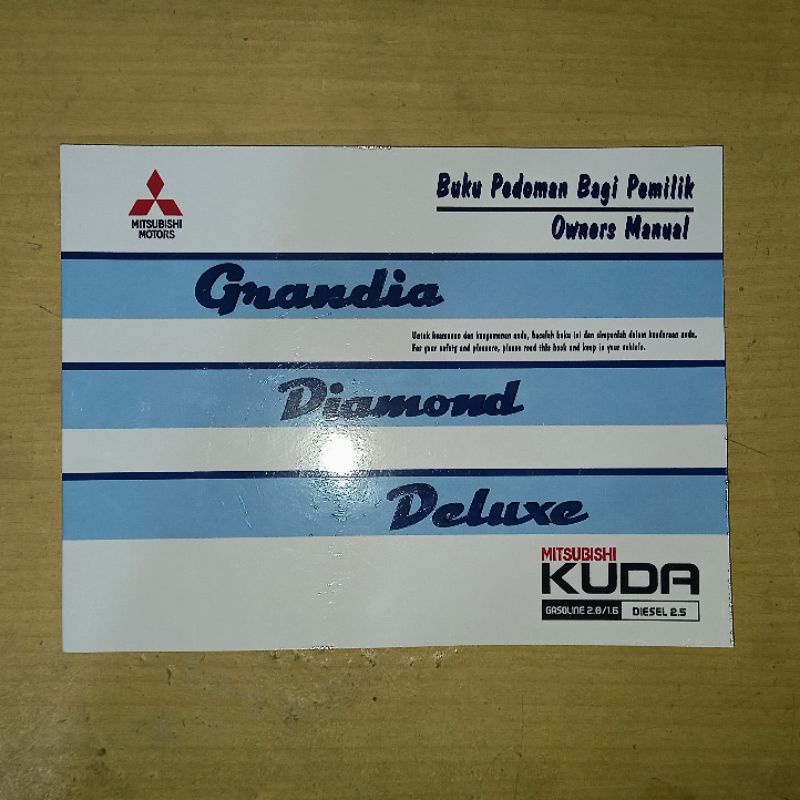 MITSUBISHI
MOTORS
Buku Pedoman Bagi Pemilik
Owners Manual
Grandia
Untuk keamanan dan kenyamanan anda, bacalah buku ini dan simpanlah dalam kendaraan anda.
For your safety and pleasure, please read this book and keep in your vehicle.
Diamond
Deluxe
MITSUBISHI
KUDA
GASOLINE 2.0/1.6 DIESEL 2.5